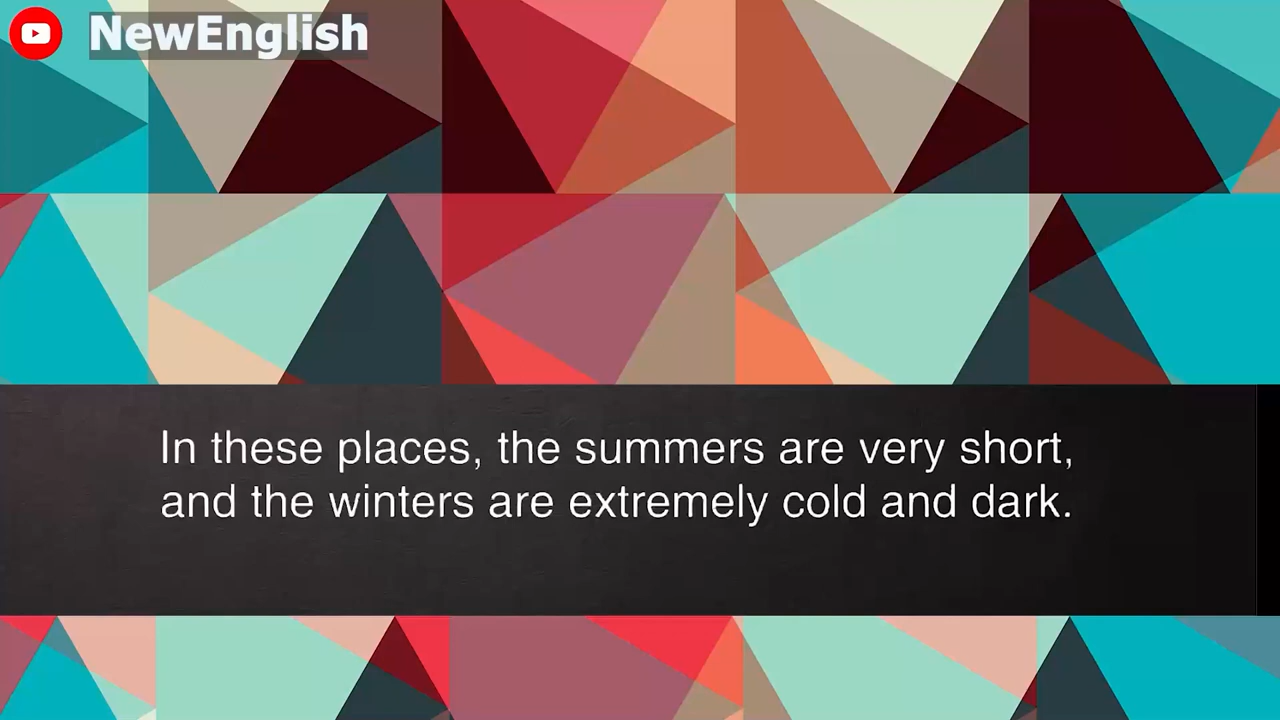 NewEnglish
In these places, the summers are very short,
and the winters are extremely cold and dark.